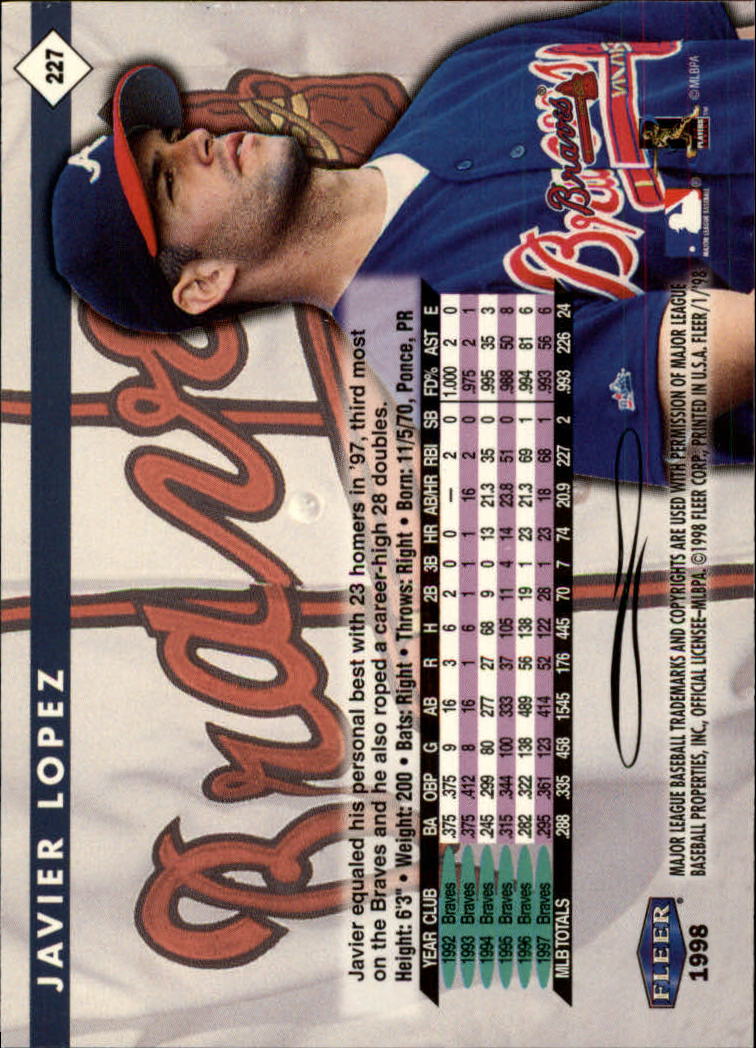 JAVIER LOPEZ
227
Braves
Javier equaled his personal best with 23 homers in '97, third most
on the Braves and he also roped a career-high 28 doubles.
Height: 6'3" • Weight: 200 • Bats: Right • Throws: Right • Born: 11/5/70, Ponce, PR
YEAR CLUB BA OBP G AB R H 2B 3B HR AB/HR RBI SB FD% AST E
1992 Braves .375 .375 9 16 3 6 2 0 0 — 2 0 1.000 2 0
1993 Braves .375 .412 8 16 1 6 1 1 1 16 2 0 .975 2 1
1994 Braves .245 .299 80 277 27 68 9 0 13 21.3 35 0 .995 35 3
1995 Braves .315 .344 100 333 37 105 11 4 14 23.8 51 0 .988 50 8
1996 Braves .282 .322 138 489 56 138 19 1 23 21.3 69 1 .994 81 6
1997 Braves .295 .361 123 414 52 122 28 1 23 18 68 1 .993 56 6
MLB TOTALS .288 .335 458 1545 176 445 70 7 74 20.9 227 2 .993 226 24
Braves
Braves®
PLAYERS™
©MLBPA
MAJOR LEAGUE BASEBALL
®
FLEER®
1998
MAJOR LEAGUE BASEBALL TRADEMARKS AND COPYRIGHTS ARE USED WITH PERMISSION OF MAJOR LEAGUE
BASEBALL PROPERTIES, INC., OFFICIAL LICENSEE–MLBPA. ©1998 FLEER CORP., PRINTED IN U.S.A. FLEER/1/'98